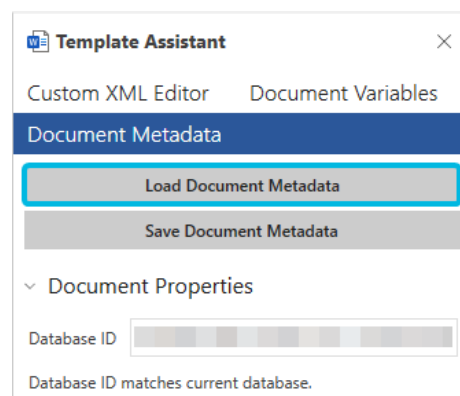 Template Assistant
Custom XML Editor Document Variables
Document Metadata
Load Document Metadata
Save Document Metadata
Document Properties
Database ID
Database ID matches current database.